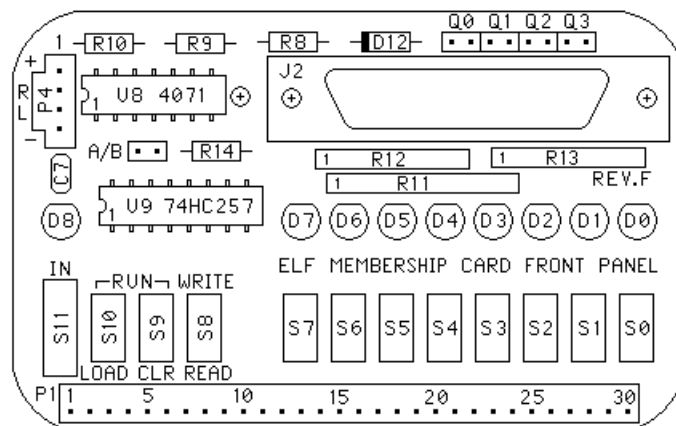 Q0 Q1 Q2 Q3
1 R10 R9 R8 D12
+ J2
R L P4 1 U8 4071
-
A/B R14 1 R12 1 R13
C7 1 R11 REV.F
1 U9 74HC257
D8 D7 D6 D5 D4 D3 D2 D1 D0
IN ELF MEMBERSHIP CARD FRONT PANEL
RUN WRITE
S11 S10 S9 S8 S7 S6 S5 S4 S3 S2 S1 S0
LOAD CLR READ
P1 1 5 10 15 20 25 30